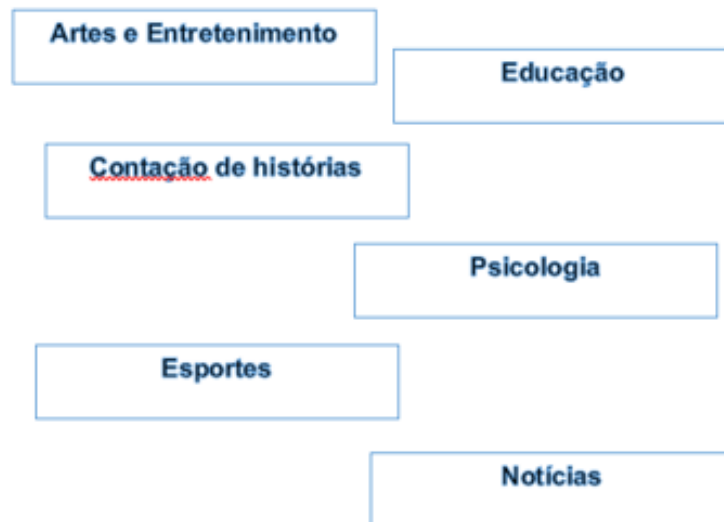 Artes e Entretenimento
Educação
Contação de histórias
Psicologia
Esportes
Notícias